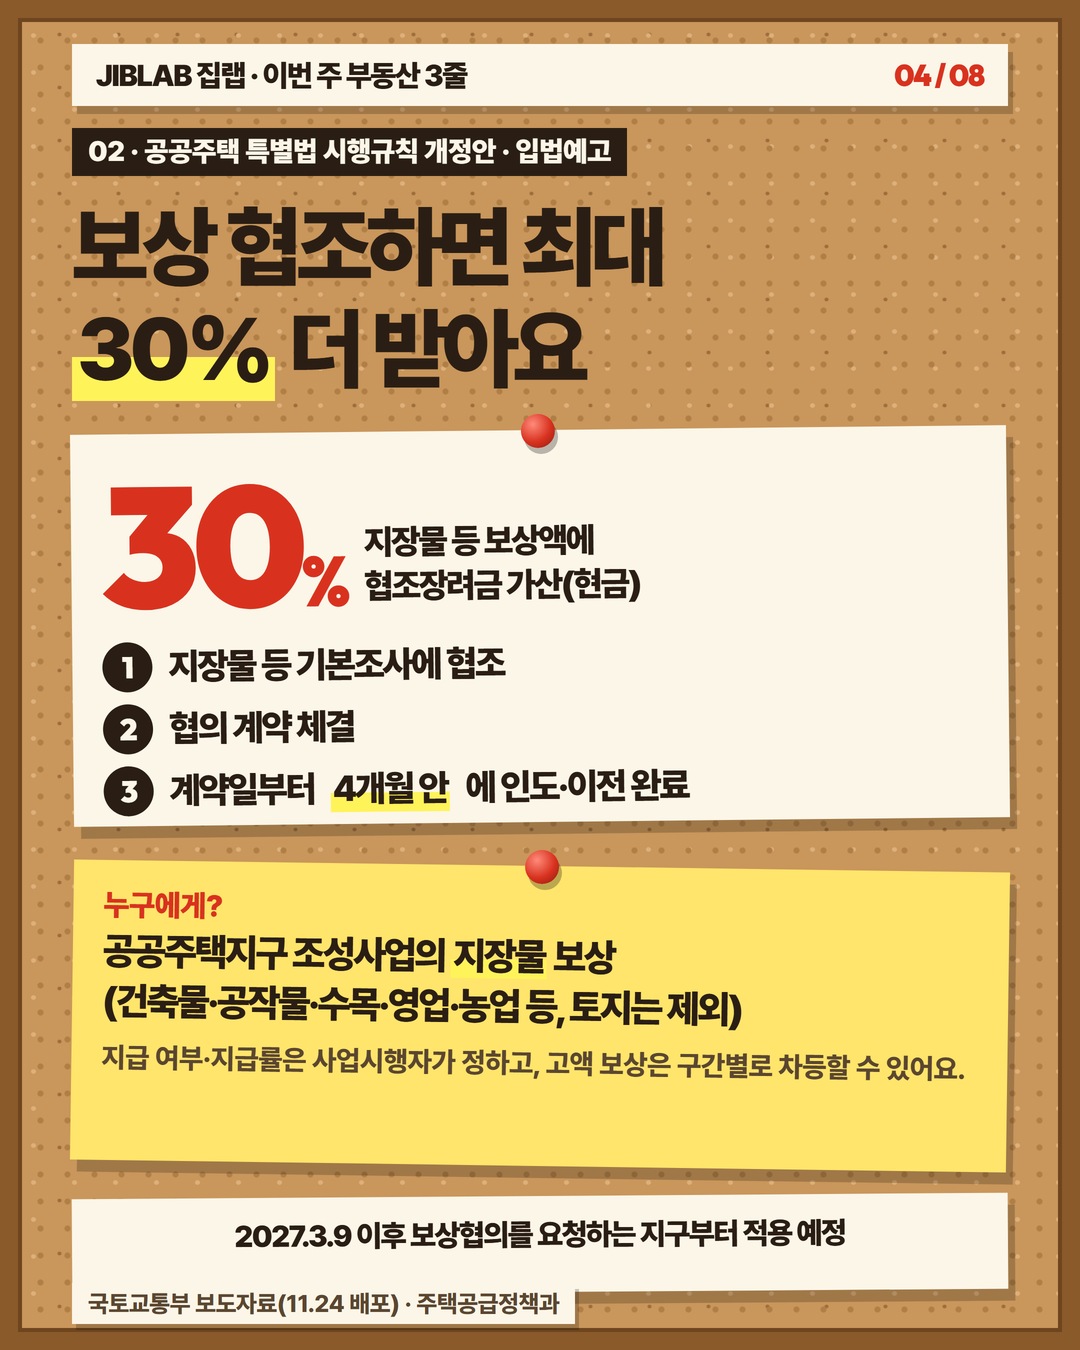 JIBLAB 집랩 · 이번 주 부동산 3줄
04 / 08
02 · 공공주택 특별법 시행규칙 개정안 · 입법예고
보상 협조하면 최대
30% 더 받아요
30%
지장물 등 보상액에
협조장려금 가산(현금)
1 지장물 등 기본조사에 협조
2 협의 계약 체결
3 계약일부터 4개월 안 에 인도·이전 완료
누구에게?
공공주택지구 조성사업의 지장물 보상
(건축물·공작물·수목·영업·농업 등, 토지는 제외)
지급 여부·지급률은 사업시행자가 정하고, 고액 보상은 구간별로 차등할 수 있어요.
2027.3.9 이후 보상협의를 요청하는 지구부터 적용 예정
국토교통부 보도자료(11.24 배포) · 주택공급정책과